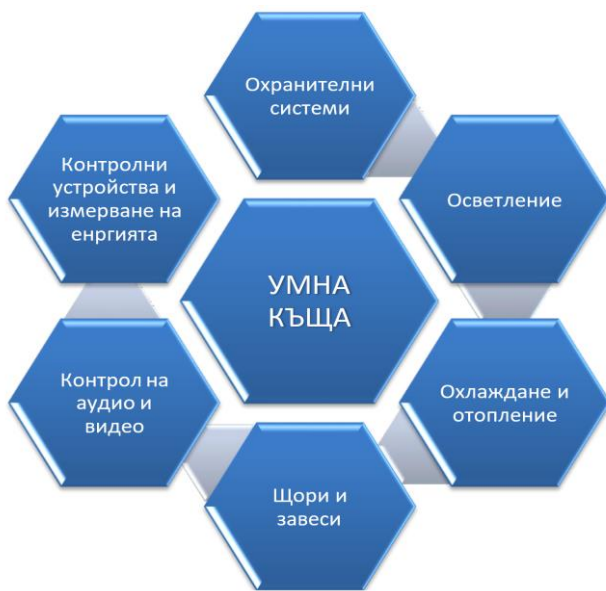 Охранителни
системи
Контролни
устройства и
измерване на
енргията
Осветление
УМНА
КЪЩА
Контрол на
аудио и
видео
Охлаждане и
отопление
Щори и
завеси